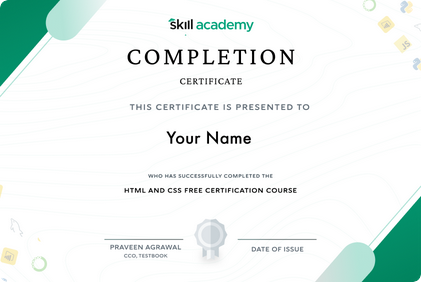 Skill academy
COMPLETION
CERTIFICATE
THIS CERTIFICATE IS PRESENTED TO
Your Name
WHO HAS SUCCESSFULLY COMPLETED THE
HTML AND CSS FREE CERTIFICATION COURSE
PRAVEEN AGRAWAL
CCO, TESTBOOK
DATE OF ISSUE